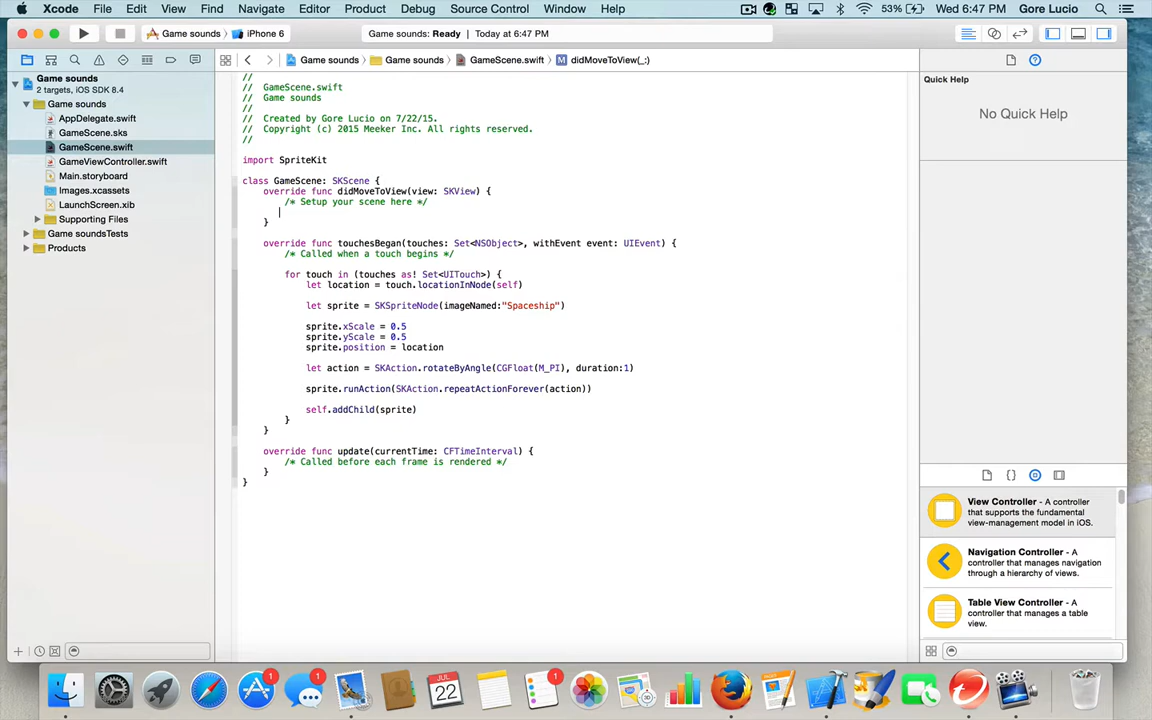 Xcode File Edit View Find Navigate Editor Product Debug Source Control Window Help 53% Wed 6:47 PM Gore Lucio
Game sounds iPhone 6 Game sounds: Ready Today at 6:47 PM
Game sounds Game sounds GameScene.swift M didMoveToView(_:)
Game sounds
2 targets, iOS SDK 8.4
Game sounds
AppDelegate.swift
GameScene.sks
GameScene.swift
GameViewController.swift
Main.storyboard
Images.xcassets
LaunchScreen.xib
Supporting Files
Game soundsTests
Products
//
//  GameScene.swift
//  Game sounds
//
//  Created by Gore Lucio on 7/22/15.
//  Copyright (c) 2015 Meeker Inc. All rights reserved.
//
import SpriteKit
class GameScene: SKScene {
    override func didMoveToView(view: SKView) {
        /* Setup your scene here */
    }
    override func touchesBegan(touches: Set<NSObject>, withEvent event: UIEvent) {
        /* Called when a touch begins */
        for touch in (touches as! Set<UITouch>) {
            let location = touch.locationInNode(self)
            let sprite = SKSpriteNode(imageNamed:"Spaceship")
            sprite.xScale = 0.5
            sprite.yScale = 0.5
            sprite.position = location
            let action = SKAction.rotateByAngle(CGFloat(M_PI), duration:1)
            sprite.runAction(SKAction.repeatActionForever(action))
            self.addChild(sprite)
        }
    }
    override func update(currentTime: CFTimeInterval) {
        /* Called before each frame is rendered */
    }
}
Quick Help
No Quick Help
View Controller - A
controller that supports the fundamental
view-management model in iOS.
Navigation Controller - A
controller that manages navigation
through a hierarchy of views.
Table View Controller - A
controller that manages a table
view.
1
1
JUL
22
1